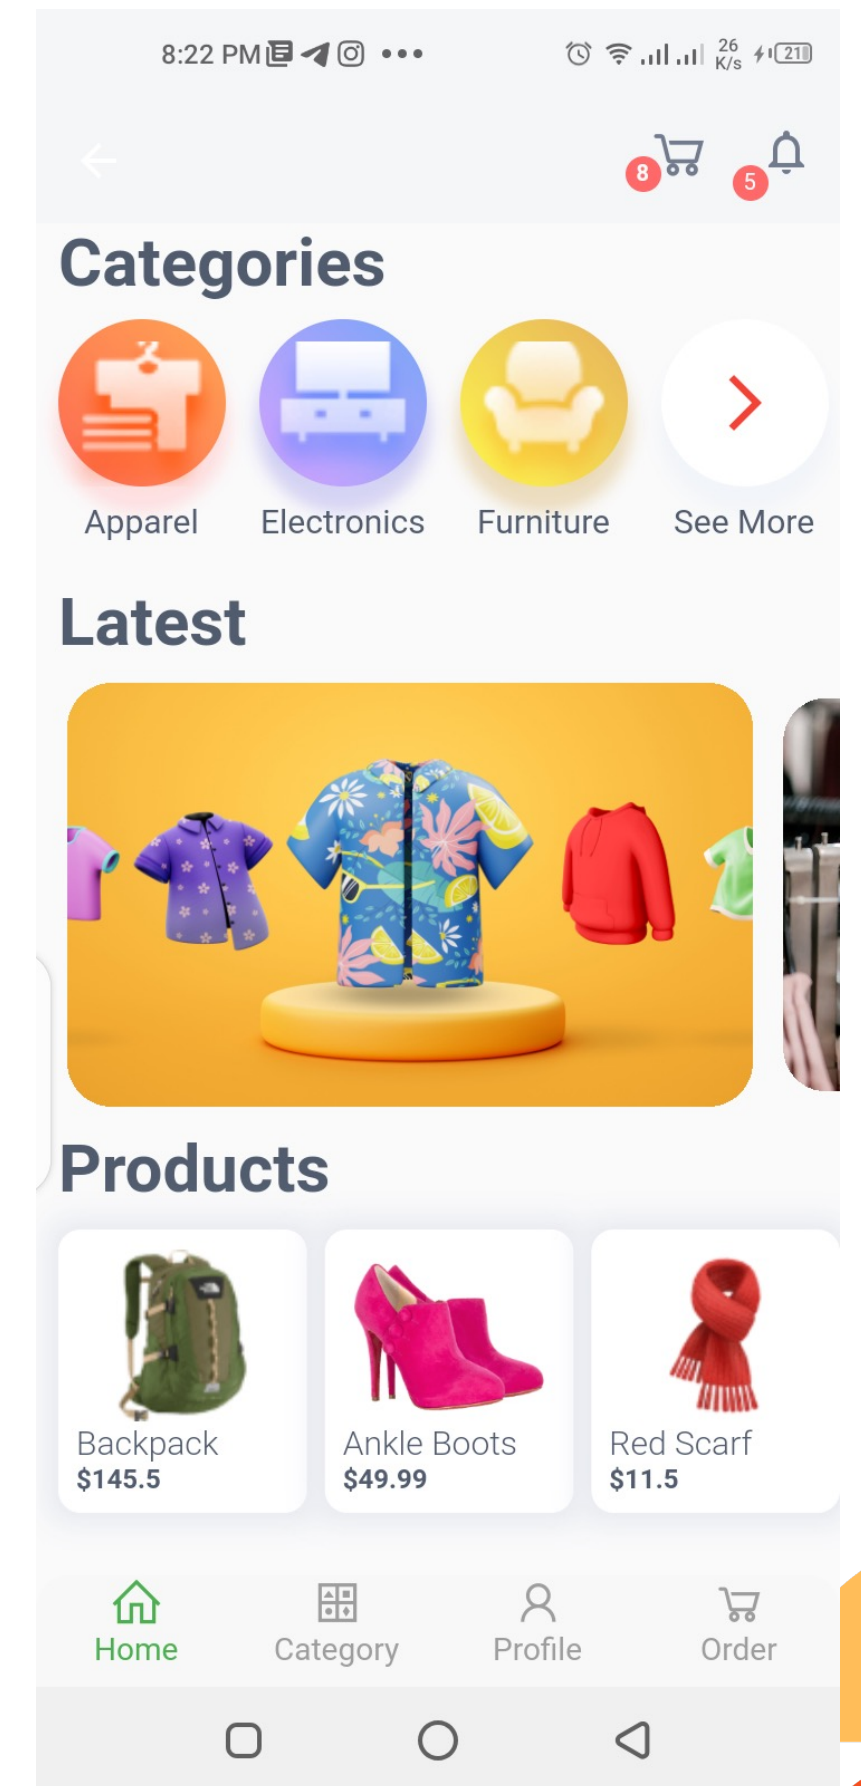 8:22 PM
26
K/s
21
8
5
Categories
Apparel
Electronics
Furniture
See More
Latest
Products
Backpack
$145.5
Ankle Boots
$49.99
Red Scarf
$11.5
Home
Category
Profile
Order